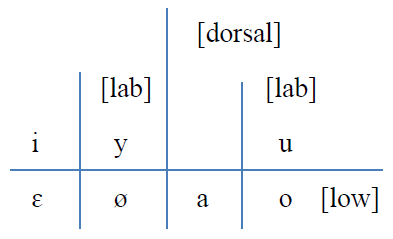 [dorsal]
[lab] [lab]
i y u
ε ø a o [low]